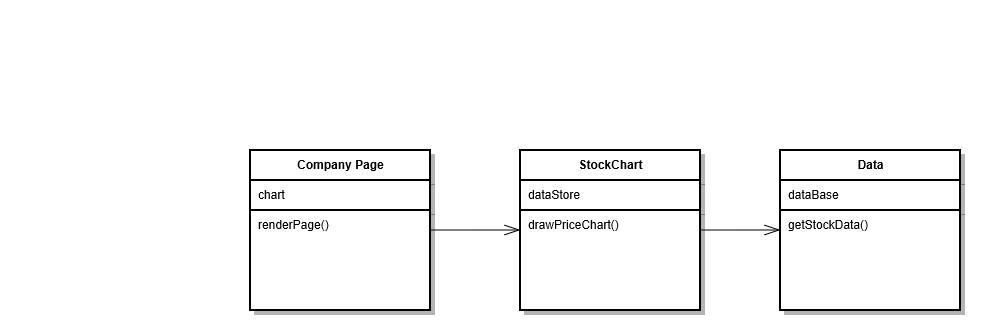 Company Page
chart
renderPage()
StockChart
dataStore
drawPriceChart()
Data
dataBase
getStockData()